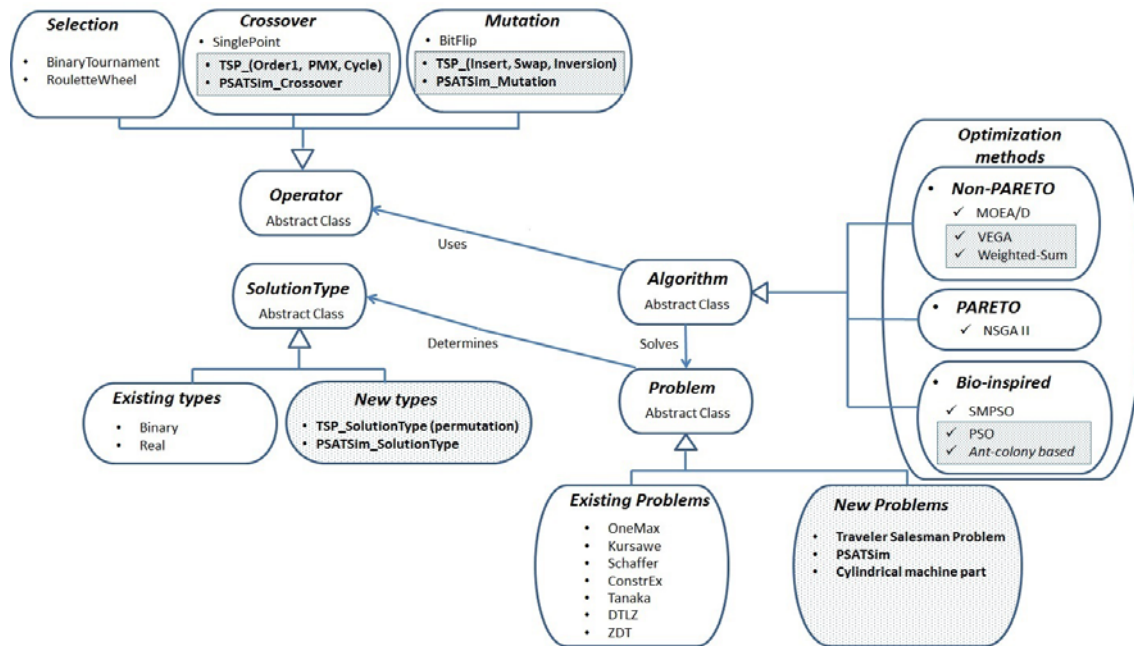 Selection
• BinaryTournament
• RouletteWheel
Crossover
• SinglePoint
• TSP_(Order1, PMX, Cycle)
• PSATSim_Crossover
Mutation
• BitFlip
• TSP_(Insert, Swap, Inversion)
• PSATSim_Mutation
Operator
Abstract Class
Uses
SolutionType
Abstract Class
Determines
Algorithm
Abstract Class
Solves
Problem
Abstract Class
Optimization
methods
• Non-PARETO
✓ MOEA/D
✓ VEGA
✓ Weighted-Sum
• PARETO
✓ NSGA II
• Bio-inspired
✓ SMPSO
✓ PSO
✓ Ant-colony based
Existing types
• Binary
• Real
New types
• TSP_SolutionType (permutation)
• PSATSim_SolutionType
Existing Problems
• OneMax
• Kursawe
• Schaffer
• ConstrEx
• Tanaka
• DTLZ
• ZDT
New Problems
• Traveler Salesman Problem
• PSATSim
• Cylindrical machine part